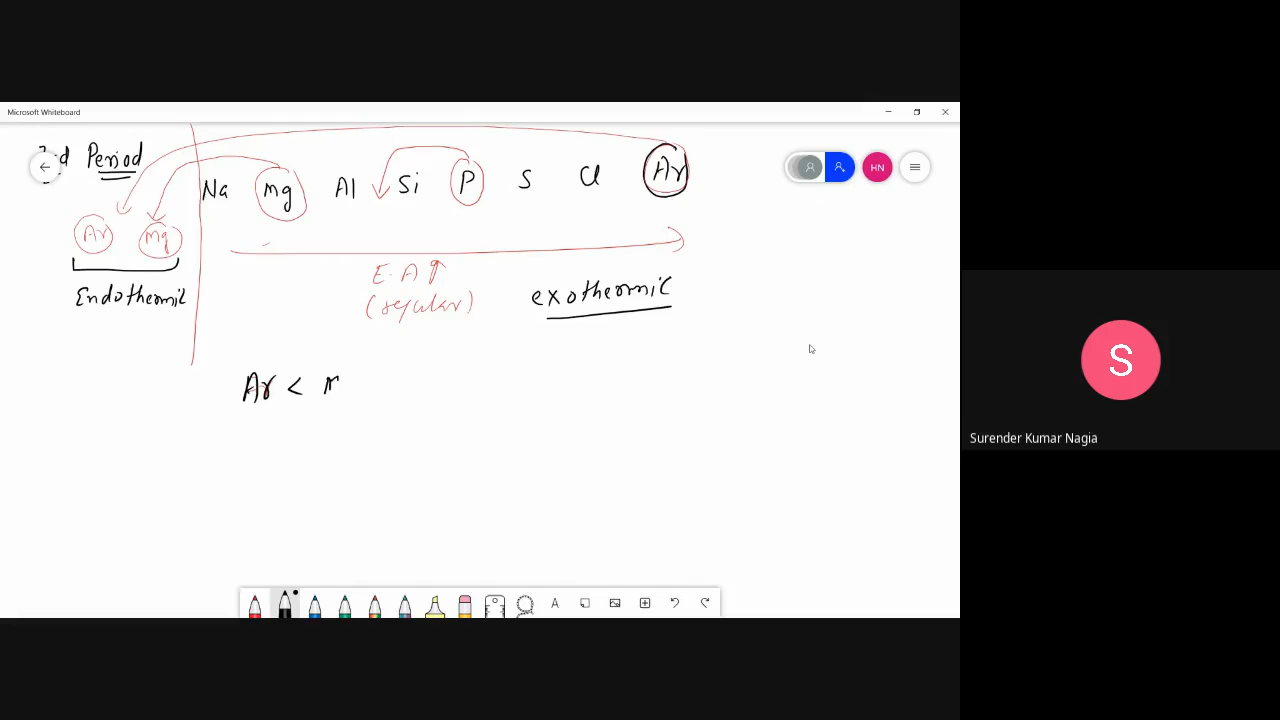 Microsoft Whiteboard
3rd Period
Na Mg Al Si P S Cl Ar
HN
Ar Mg
E.A↑
(regular)
Endothermic
exothermic
Ar <
S
Surender Kumar Nagia
A